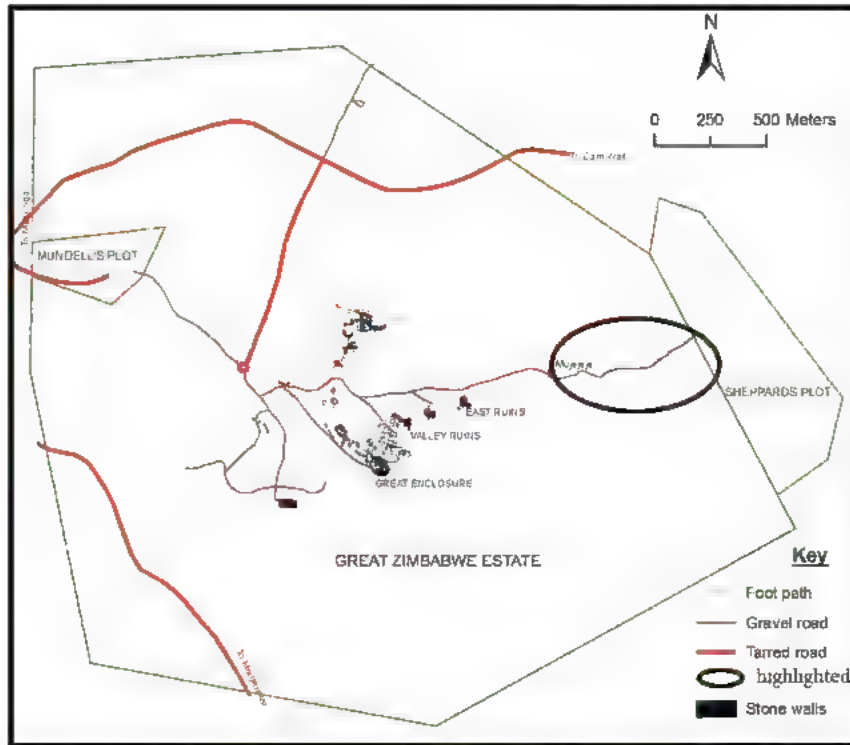 N
0 250 500 Meters
MUNDELL'S PLOT
SHEPPARDS PLOT
EAST RUINS
VALLEY RUINS
GREAT ENCLOSURE
GREAT ZIMBABWE ESTATE
Key
Foot path
Gravel road
Tarred road
highlighted
Stone walls